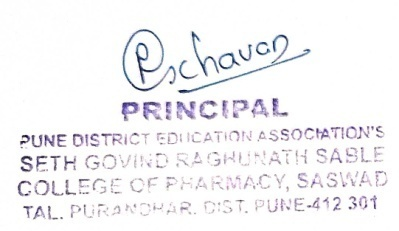 Pschavan
PRINCIPAL
PUNE DISTRICT EDUCATION ASSOCIATION'S
SETH GOVIND RAGHUNATH SABLE
COLLEGE OF PHARMACY, SASWAD
TAL. PURANDHAR. DIST. PUNE-412 301